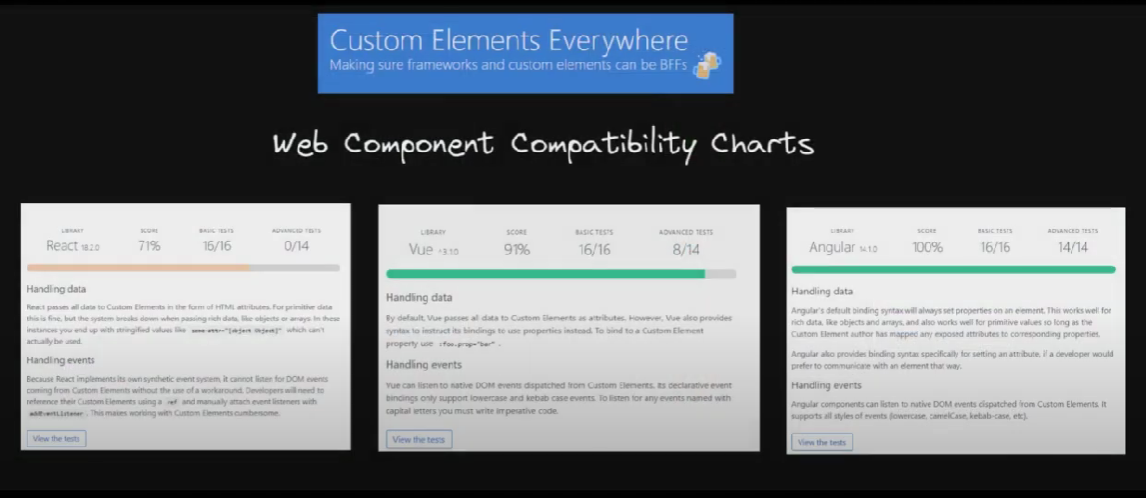 Custom Elements Everywhere
Making sure frameworks and custom elements can be BFFs
Web Component Compatibility Charts
LIBRARY SCORE BASIC TESTS ADVANCED TESTS
React 18.2.0 71% 16/16 0/14
Handling data
React passes all data to Custom Elements in the form of HTML attributes. For primitive data
this is fine, but the system breaks down when passing rich data, like objects or arrays. In these
instances you end up with stringified values like some-attr="[object Object]" which can't
actually be used.
Handling events
Because React implements its own synthetic event system, it cannot listen for DOM events
coming from Custom Elements without the use of a workaround. Developers will need to
reference their Custom Elements using a ref and manually attach event listeners with
addEventListener. This makes working with Custom Elements cumbersome.
View the tests
LIBRARY SCORE BASIC TESTS ADVANCED TESTS
Vue 91% 16/16 8/14
Handling data
By default, Vue passes all data to Custom Elements as attributes. However, Vue also provides
syntax to instruct its bindings to use properties instead. To bind to a Custom Element
property use :foo.prop="bar" .
Handling events
Vue can listen to native DOM events dispatched from Custom Elements. Its declarative event
bindings only support lowercase and kebab case events. To listen for any events named with
capital letters you must write imperative code.
View the tests
LIBRARY SCORE BASIC TESTS ADVANCED TESTS
Angular 14.1.0 100% 16/16 14/14
Handling data
Angular's default binding syntax will always set properties on an element. This works well for
rich data, like objects and arrays, and also works well for primitive values so long as the
Custom Element author has mapped any exposed attributes to corresponding properties.
Angular also provides binding syntax specifically for setting an attribute, if a developer would
prefer to communicate with an element that way.
Handling events
Angular components can listen to native DOM events dispatched from Custom Elements. It
supports all styles of events (lowercase, camelCase, kebab-case, etc).
View the tests